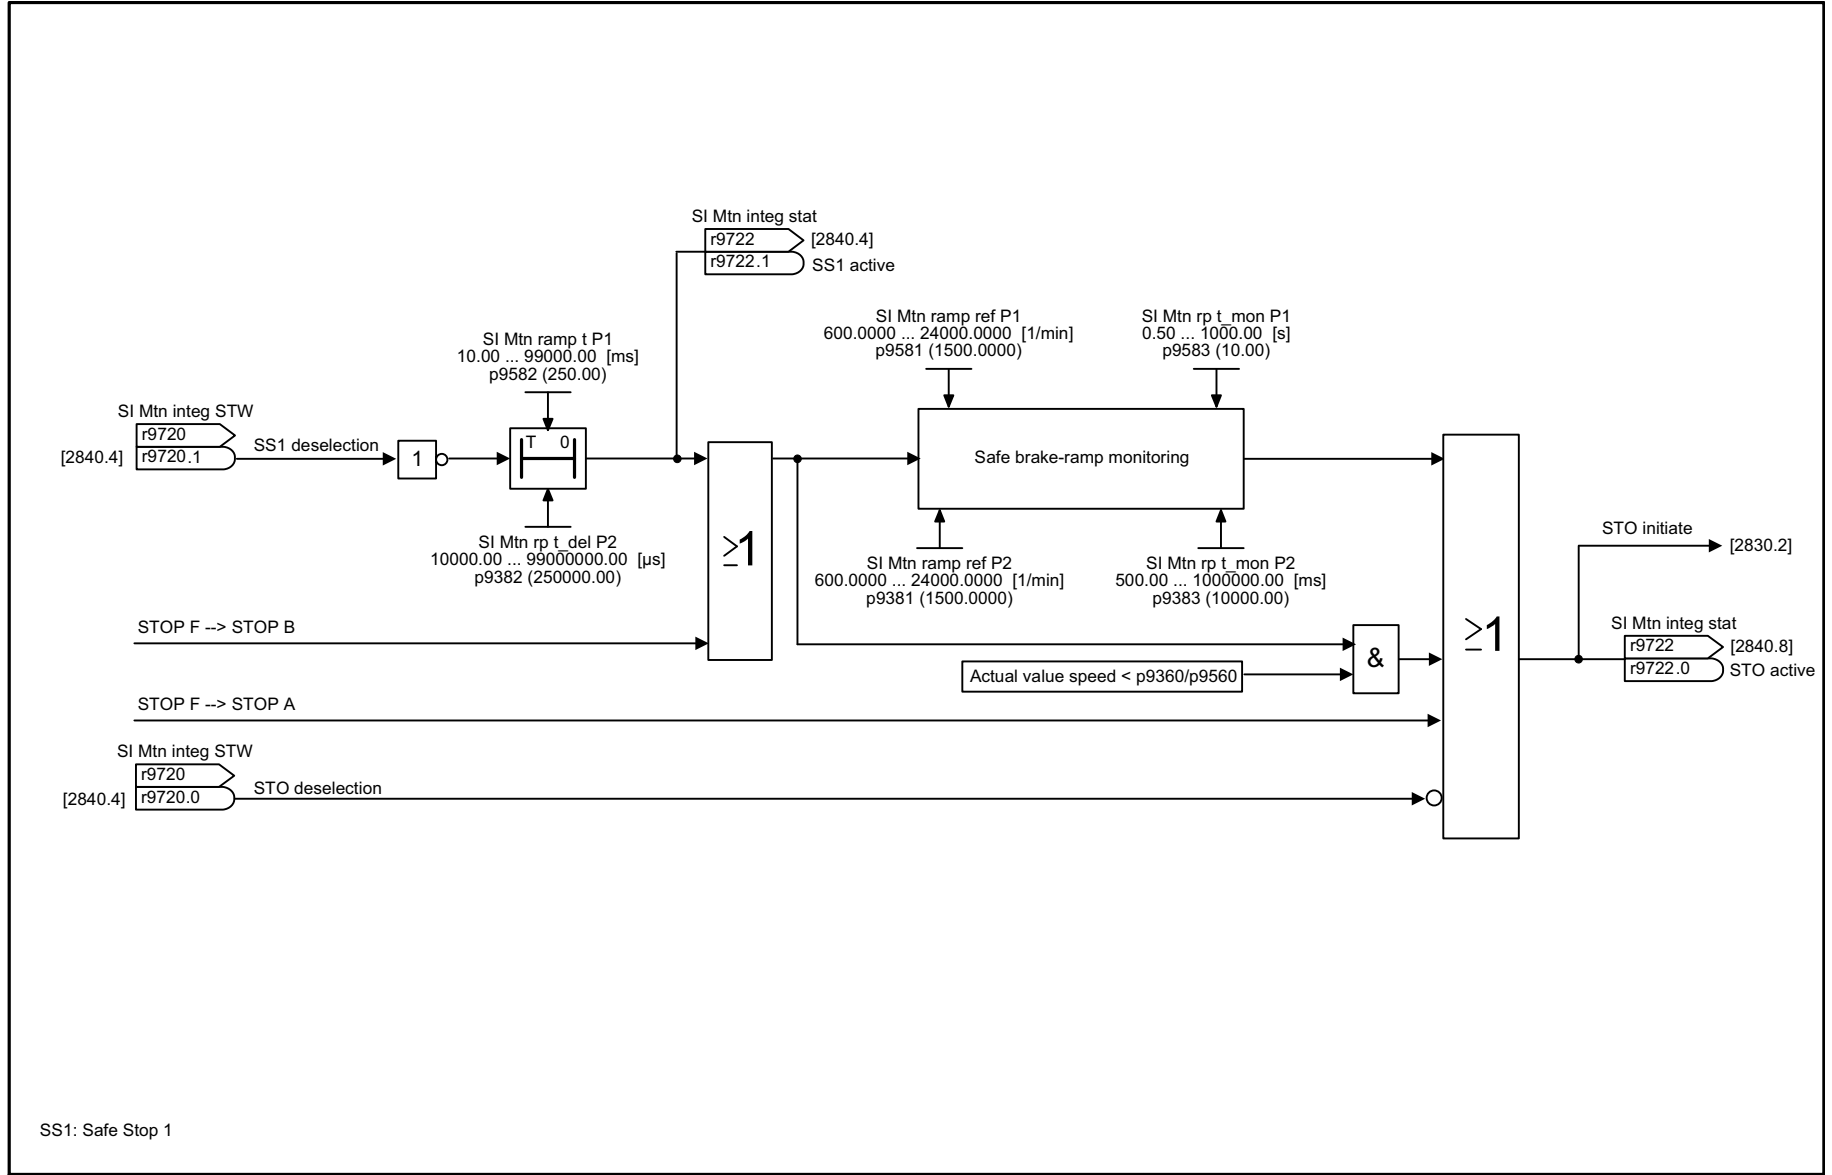 SI Mtn integ stat
r9722
[2840.4]
r9722.1
SS1 active
SI Mtn ramp t P1
10.00 ... 99000.00 [ms]
p9582 (250.00)
SI Mtn ramp ref P1
600.0000 ... 24000.0000 [1/min]
p9581 (1500.0000)
SI Mtn rp t_mon P1
0.50 ... 1000.00 [s]
p9583 (10.00)
SI Mtn integ STW
r9720
[2840.4]
r9720.1
SS1 deselection
1
T 0
≥1
Safe brake-ramp monitoring
SI Mtn rp t_del P2
10000.00 ... 99000000.00 [µs]
p9382 (250000.00)
SI Mtn ramp ref P2
600.0000 ... 24000.0000 [1/min]
p9381 (1500.0000)
SI Mtn rp t_mon P2
500.00 ... 1000000.00 [ms]
p9383 (10000.00)
STO initiate
[2830.2]
STOP F --> STOP B
Actual value speed < p9360/p9560
&
≥1
SI Mtn integ stat
r9722
[2840.8]
r9722.0
STO active
STOP F --> STOP A
SI Mtn integ STW
r9720
[2840.4]
r9720.0
STO deselection
SS1: Safe Stop 1